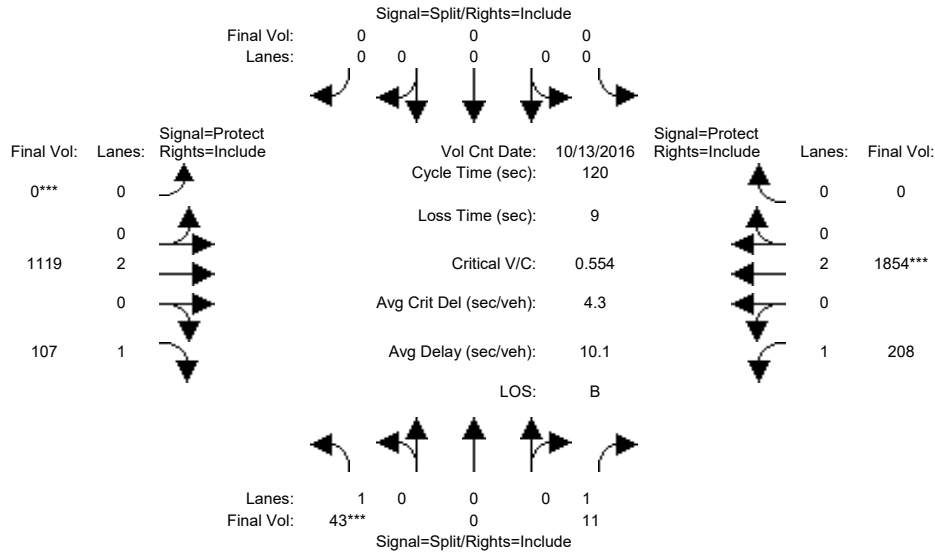 Signal=Split/Rights=Include
Final Vol: 0 0 0
Lanes: 0 0 0 0 0
Signal=Protect Signal=Protect
Final Vol: Lanes: Rights=Include Vol Cnt Date: 10/13/2016 Rights=Include Lanes: Final Vol:
Cycle Time (sec): 120
0*** 0 0 0
Loss Time (sec): 9
0 0
1119 2 Critical V/C: 0.554 2 1854***
0 Avg Crit Del (sec/veh): 4.3 0
107 1 Avg Delay (sec/veh): 10.1 1 208
LOS: B
Lanes: 1 0 0 0 1
Final Vol: 43*** 0 11
Signal=Split/Rights=Include